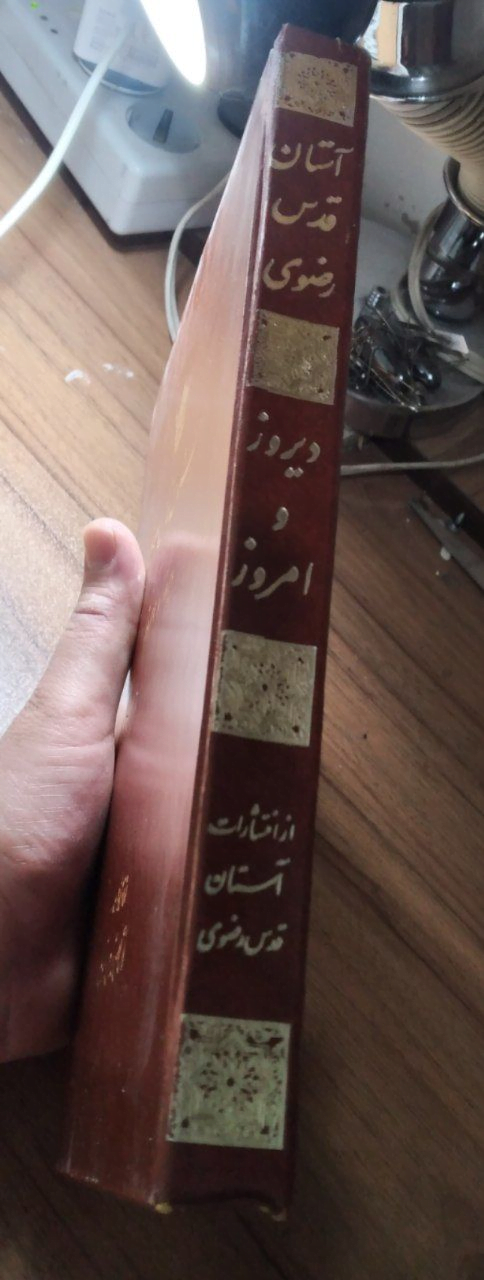 آستان
قدس
رضوی
دیروز
و
امروز
از انتشارات
آستان
قدس رضوی